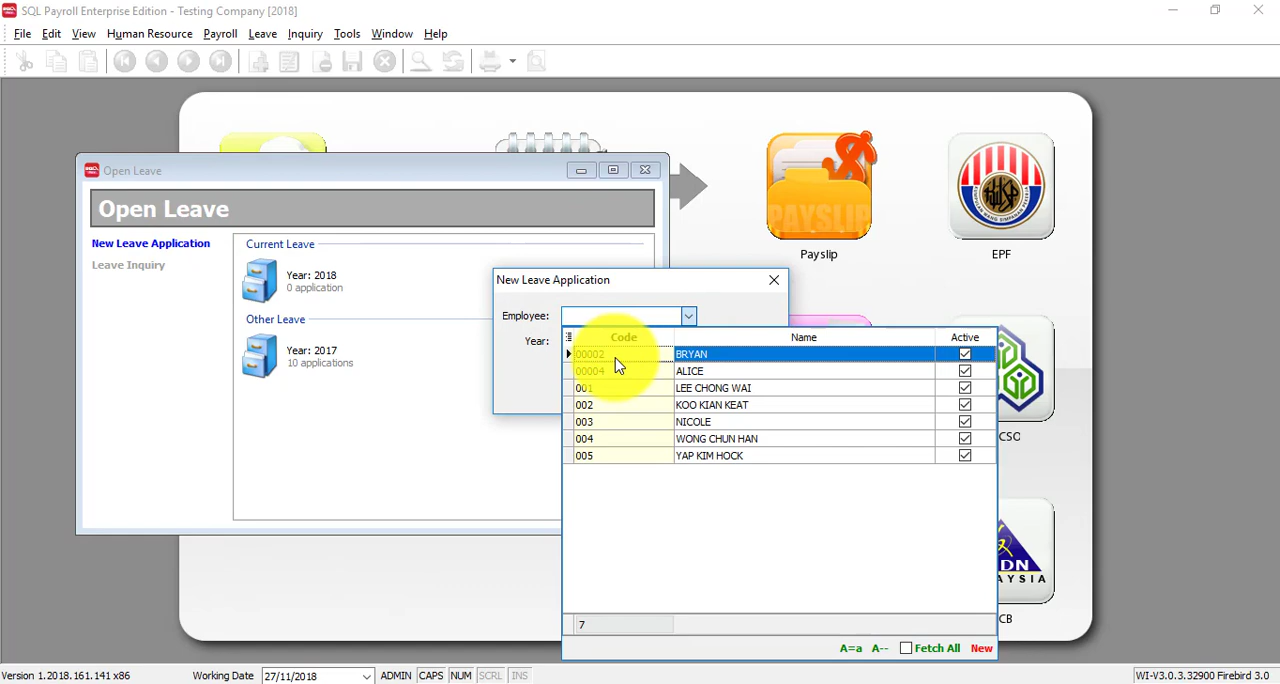 SQL Payroll Enterprise Edition - Testing Company [2018]
File Edit View Human Resource Payroll Leave Inquiry Tools Window Help
Open Leave
Open Leave
New Leave Application
Leave Inquiry
Current Leave
Year: 2018
0 application
Other Leave
Year: 2017
10 applications
PAYSLIP
Payslip
EPF
New Leave Application
Employee:
Year:
Code Name Active
00002 BRYAN
00004 ALICE
001 LEE CHONG WAI
002 KOO KIAN KEAT
003 NICOLE
004 WONG CHUN HAN
005 YAP KIM HOCK
7
A=a A-- Fetch All New
CSO
DN
AYSIA
CB
Version 1.2018.161.141 x86 Working Date 27/11/2018 ADMIN CAPS NUM SCRL INS WI-V3.0.3.32900 Firebird 3.0